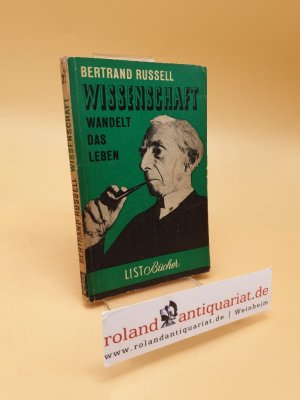 BERTRAND RUSSELL
WISSENSCHAFT
WANDELT
DAS
LEBEN
LIST Bücher
BERTRAND RUSSELL WISSENSCHAFT
roland antiquariat.de
www.rolandantiquariat.de | Weinheim